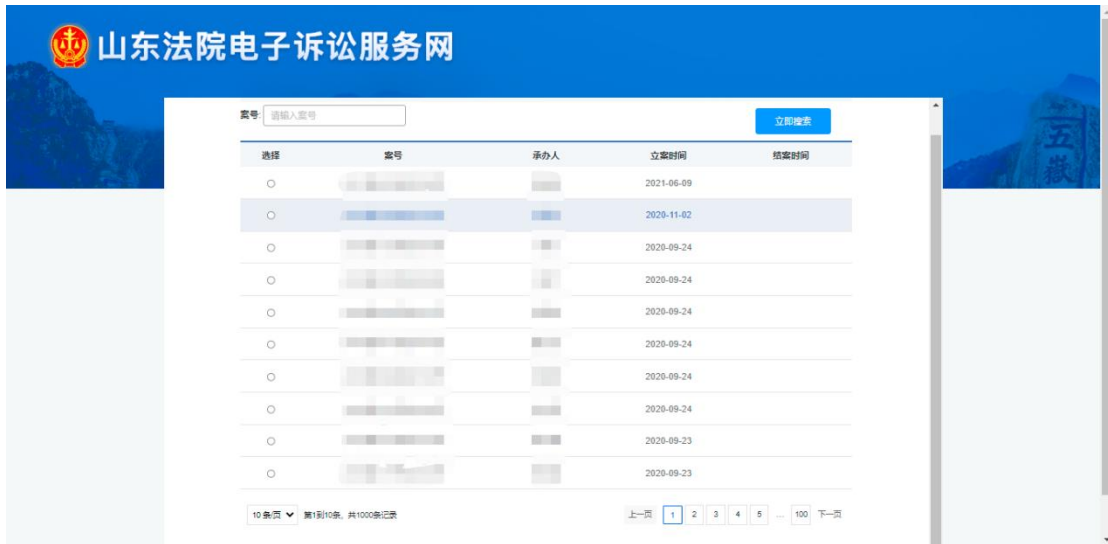 山东法院电子诉讼服务网
案号: 请输入案号 立即搜索
选择 案号 承办人 立案时间 结案时间
2021-06-09
2020-11-02
2020-09-24
2020-09-24
2020-09-24
2020-09-24
2020-09-24
2020-09-24
2020-09-23
2020-09-23
10 条/页 第1到10条, 共1000条记录 上一页 1 2 3 4 5 ... 100 下一页
五
嶽